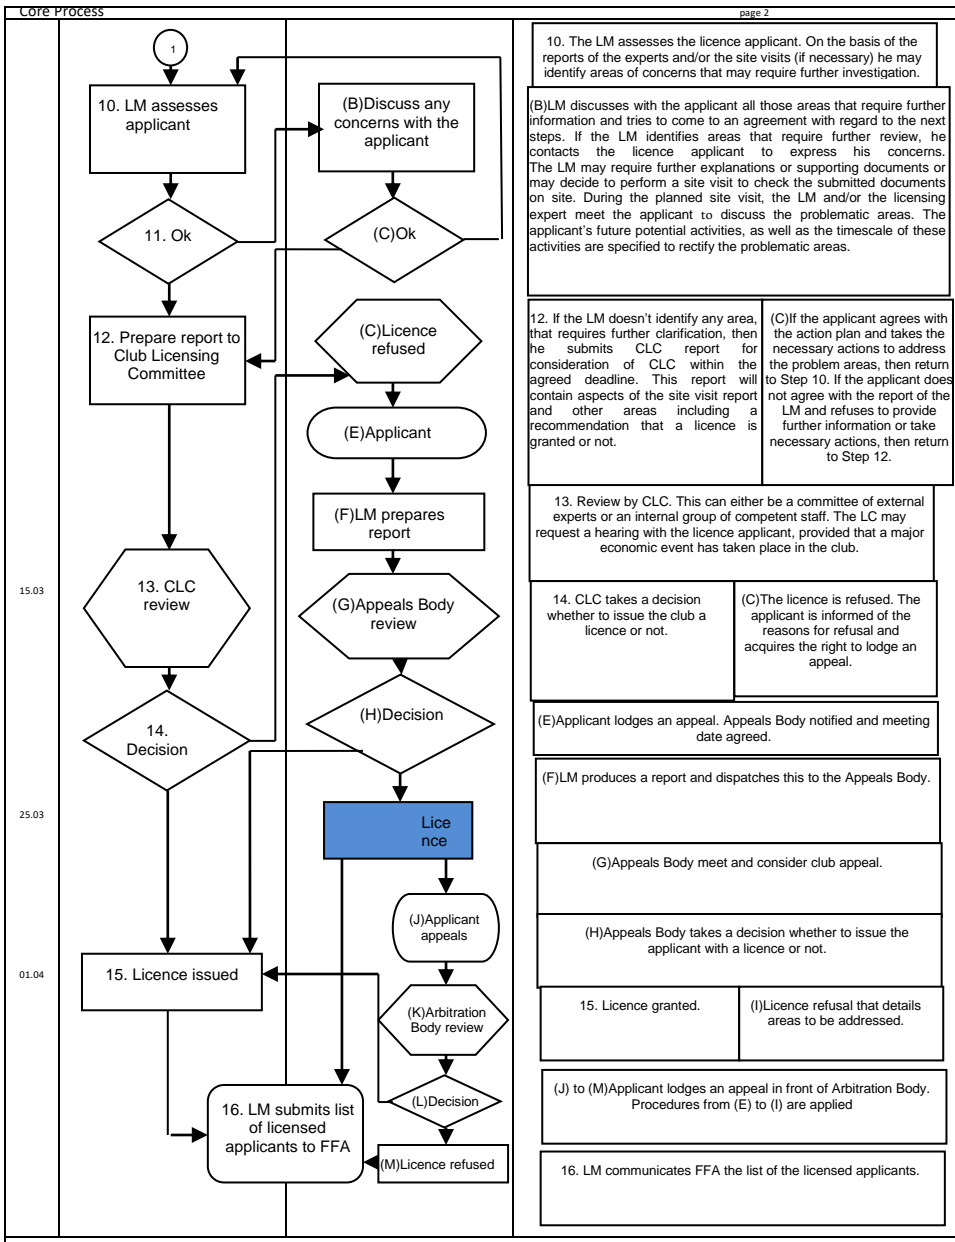 Core Process
page 2
1
10. LM assesses
applicant
(B)Discuss any
concerns with the
applicant
11. Ok
(C)Ok
12. Prepare report to
Club Licensing
Committee
(C)Licence
refused
(E)Applicant
(F)LM prepares
report
13. CLC
review
(G)Appeals Body
review
15.03
14.
Decision
(H)Decision
25.03
Lice
nce
(J)Applicant
appeals
01.04
15. Licence issued
(K)Arbitration
Body review
(L)Decision
16. LM submits list
of licensed
applicants to FFA
(M)Licence refused
10. The LM assesses the licence applicant. On the basis of the
reports of the experts and/or the site visits (if necessary) he may
identify areas of concerns that may require further investigation.
(B)LM discusses with the applicant all those areas that require further
information and tries to come to an agreement with regard to the next
steps. If the LM identifies areas that require further review, he
contacts the licence applicant to express his concerns.
The LM may require further explanations or supporting documents or
may decide to perform a site visit to check the submitted documents
on site. During the planned site visit, the LM and/or the licensing
expert meet the applicant to discuss the problematic areas. The
applicant's future potential activities, as well as the timescale of these
activities are specified to rectify the problematic areas.
12. If the LM doesn't identify any area,
that requires further clarification, then
he submits CLC report for
consideration of CLC within the
agreed deadline. This report will
contain aspects of the site visit report
and other areas including a
recommendation that a licence is
granted or not.
(C)If the applicant agrees with
the action plan and takes the
necessary actions to address
the problem areas, then return
to Step 10. If the applicant does
not agree with the report of the
LM and refuses to provide
further information or take
necessary actions, then return
to Step 12.
13. Review by CLC. This can either be a committee of external
experts or an internal group of competent staff. The LC may
request a hearing with the licence applicant, provided that a major
economic event has taken place in the club.
14. CLC takes a decision
whether to issue the club a
licence or not.
(C)The licence is refused. The
applicant is informed of the
reasons for refusal and
acquires the right to lodge an
appeal.
(E)Applicant lodges an appeal. Appeals Body notified and meeting
date agreed.
(F)LM produces a report and dispatches this to the Appeals Body.
(G)Appeals Body meet and consider club appeal.
(H)Appeals Body takes a decision whether to issue the
applicant with a licence or not.
15. Licence granted.
(I)Licence refusal that details
areas to be addressed.
(J) to (M)Applicant lodges an appeal in front of Arbitration Body.
Procedures from (E) to (I) are applied
16. LM communicates FFA the list of the licensed applicants.